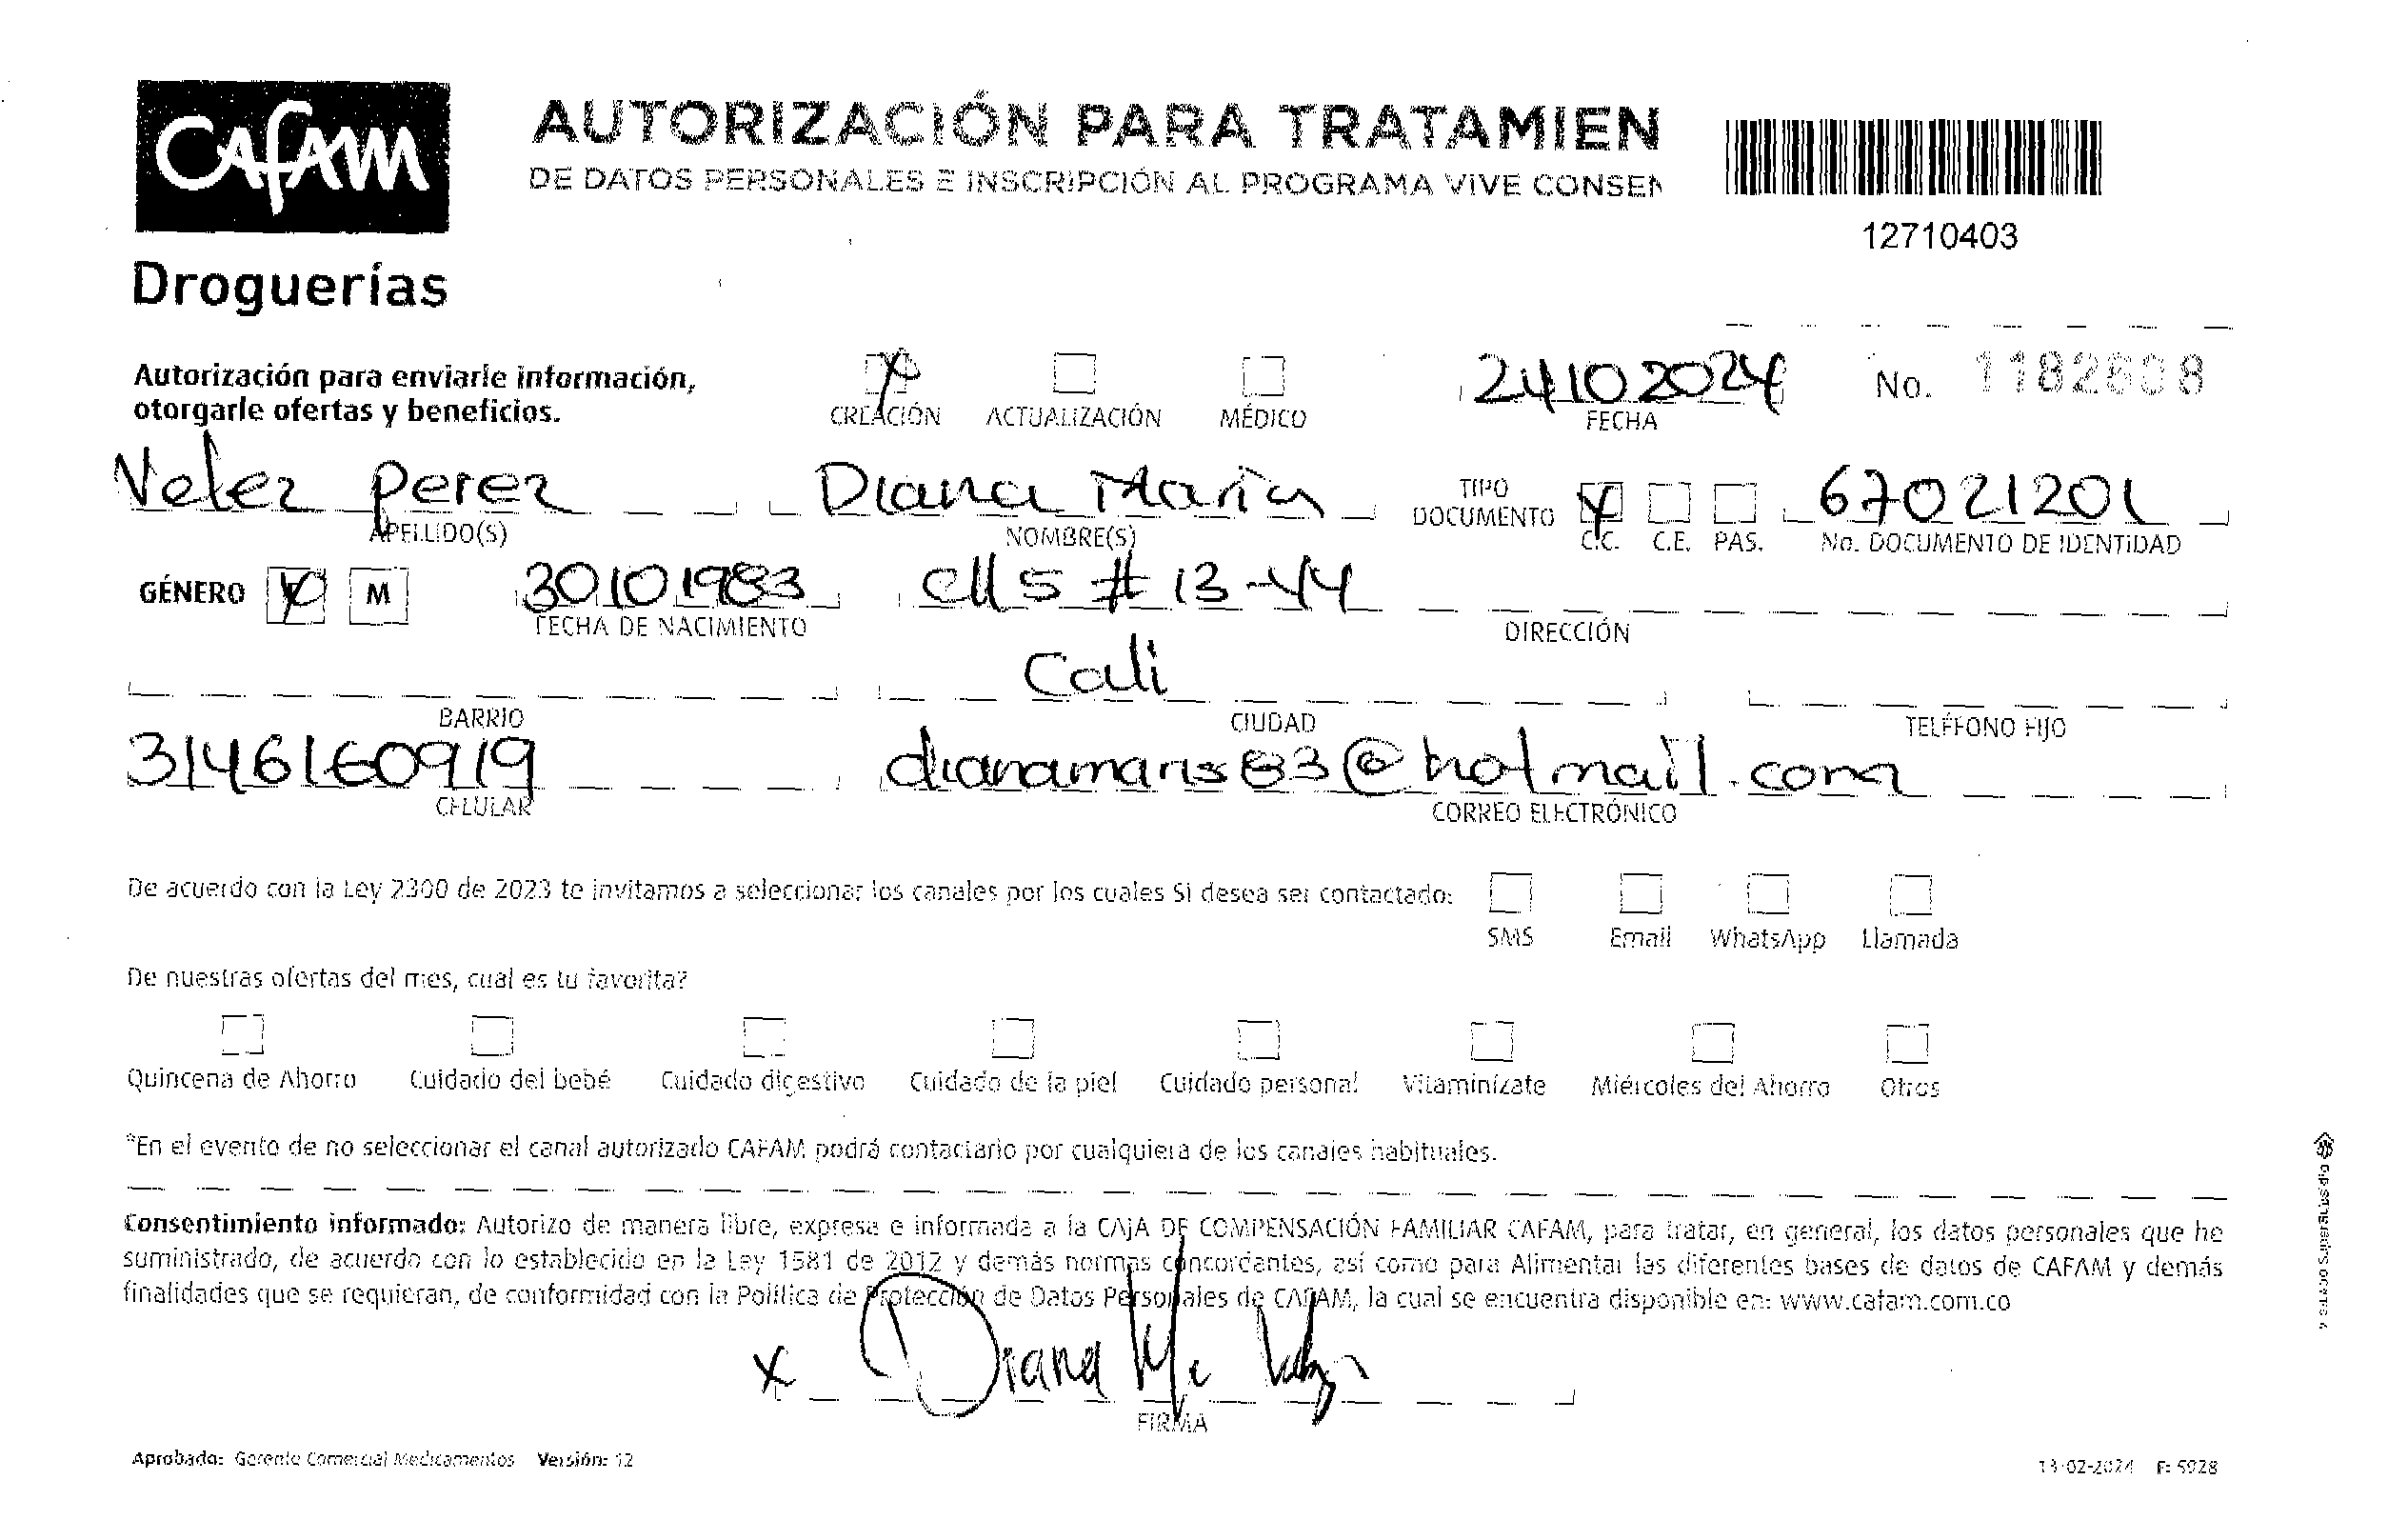 CAFAM
Droguerías
AUTORIZACIÓN PARA TRATAMIEN
DE DATOS PERSONALES E INSCRIPCIÓN AL PROGRAMA VIVE CONSEN
12710403
Autorización para enviarle información,
otorgarle ofertas y beneficios.
CREACIÓN ACTUALIZACIÓN MÉDICO
24102024
FECHA
No. 1182608
Velez Perez Diana Maria 67021201
APELLIDO(S) NOMBRE(S) TIPO DOCUMENTO C.C. C.E. PAS. No. DOCUMENTO DE IDENTIDAD
GÉNERO M 30101983 cll 5 # 13-44
FECHA DE NACIMIENTO DIRECCIÓN
Cali
BARRIO CIUDAD TELÉFONO FIJO
3146160919 dianamaris83@hotmail.com
CELULAR CORREO ELECTRÓNICO
De acuerdo con la Ley 2300 de 2023 te invitamos a seleccionar los canales por los cuales Si desea ser contactado:
SMS Email WhatsApp Llamada
De nuestras ofertas del mes, cual es tu favorita?
Quincena de Ahorro Cuidado del bebé Cuidado digestivo Cuidado de la piel Cuidado personal Vitamínízate Miércoles del Ahorro Otros
*En el evento de no seleccionar el canal autorizado CAFAM podrá contactarlo por cualquiera de los canales habituales.
Consentimiento informado: Autorizo de manera libre, expresa e informada a la CAJA DE COMPENSACIÓN FAMILIAR CAFAM, para tratar, en general, los datos personales que he
suministrado, de acuerdo con lo establecido en la Ley 1581 de 2012 y demás normas concordantes, así como para Alimentar las diferentes bases de datos de CAFAM y demás
finalidades que se requieran, de conformidad con la Política de Protección de Datos Personales de CAFAM, la cual se encuentra disponible en: www.cafam.com.co
x Diana Ma Velez
FIRMA
Aprobado: Gerente Comercial Medicamentos Versión: 12
13-02-2024 F: 5928